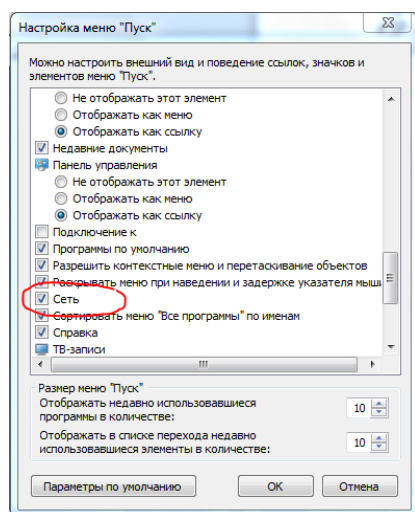 Настройка меню "Пуск"
Можно настроить внешний вид и поведение ссылок, значков и
элементов меню "Пуск".
Не отображать этот элемент
Отображать как меню
Отображать как ссылку
Недавние документы
Панель управления
Не отображать этот элемент
Отображать как меню
Отображать как ссылку
Подключение к
Программы по умолчанию
Разрешить контекстные меню и перетаскивание объектов
Раскрывать меню при наведении и задержке указателя мыши
Сеть
Сортировать меню "Все программы" по именам
Справка
ТВ-записи
Размер меню "Пуск"
Отображать недавно использовавшиеся
программы в количестве:
10
Отображать в списке перехода недавно
использовавшиеся элементы в количестве:
10
Параметры по умолчанию
ОК
Отмена